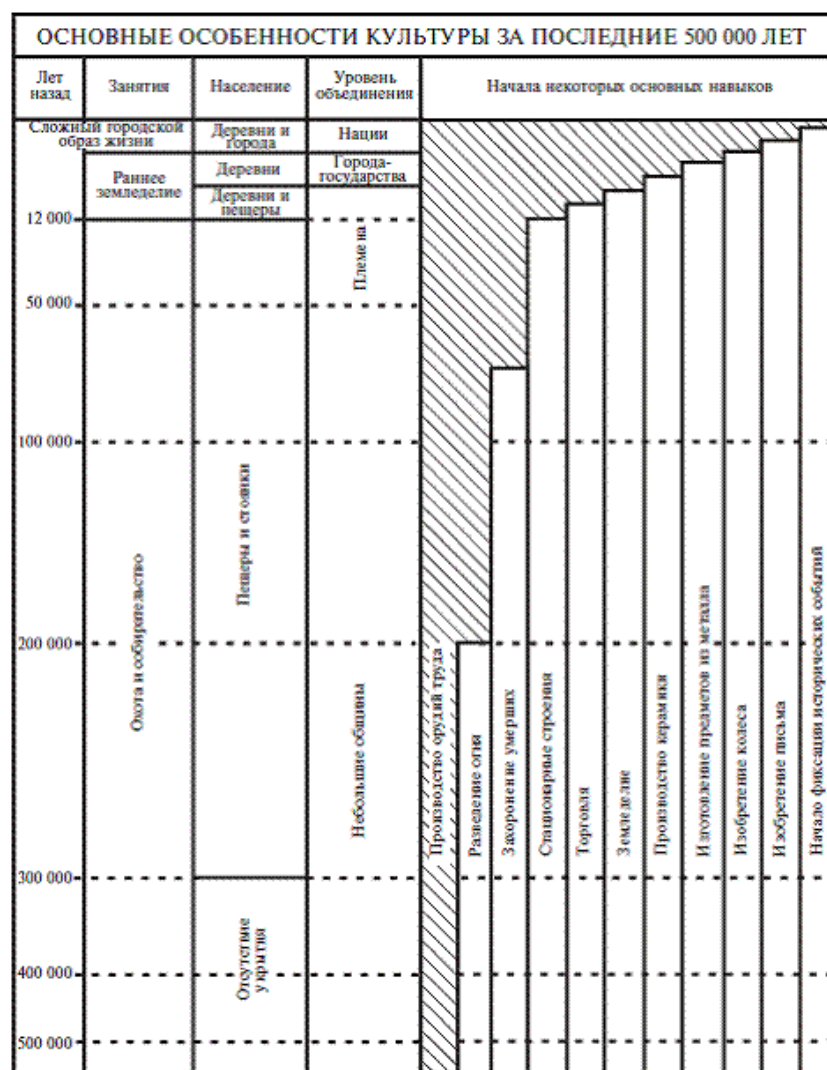 ОСНОВНЫЕ ОСОБЕННОСТИ КУЛЬТУРЫ ЗА ПОСЛЕДНИЕ 500 000 ЛЕТ
Лет
назад
Занятия
Население
Уровень
объединения
Начала некоторых основных навыков
Сложный городской
образ жизни
Деревни и
города
Нации
Раннее
земледелие
Деревни
Города-
государства
Деревни и
пещеры
12 000
Племена
50 000
100 000
Охота и собирательство
Пещеры и стоянки
200 000
Небольшие общины
Производство орудий труда
Разведение огня
Захоронение умерших
Стационарные строения
Торговля
Земледелие
Производство керамики
Изготовление предметов из металла
Изобретение колеса
Изобретение письма
Начало фиксации исторических событий
300 000
Отсутствие
укрытия
400 000
500 000